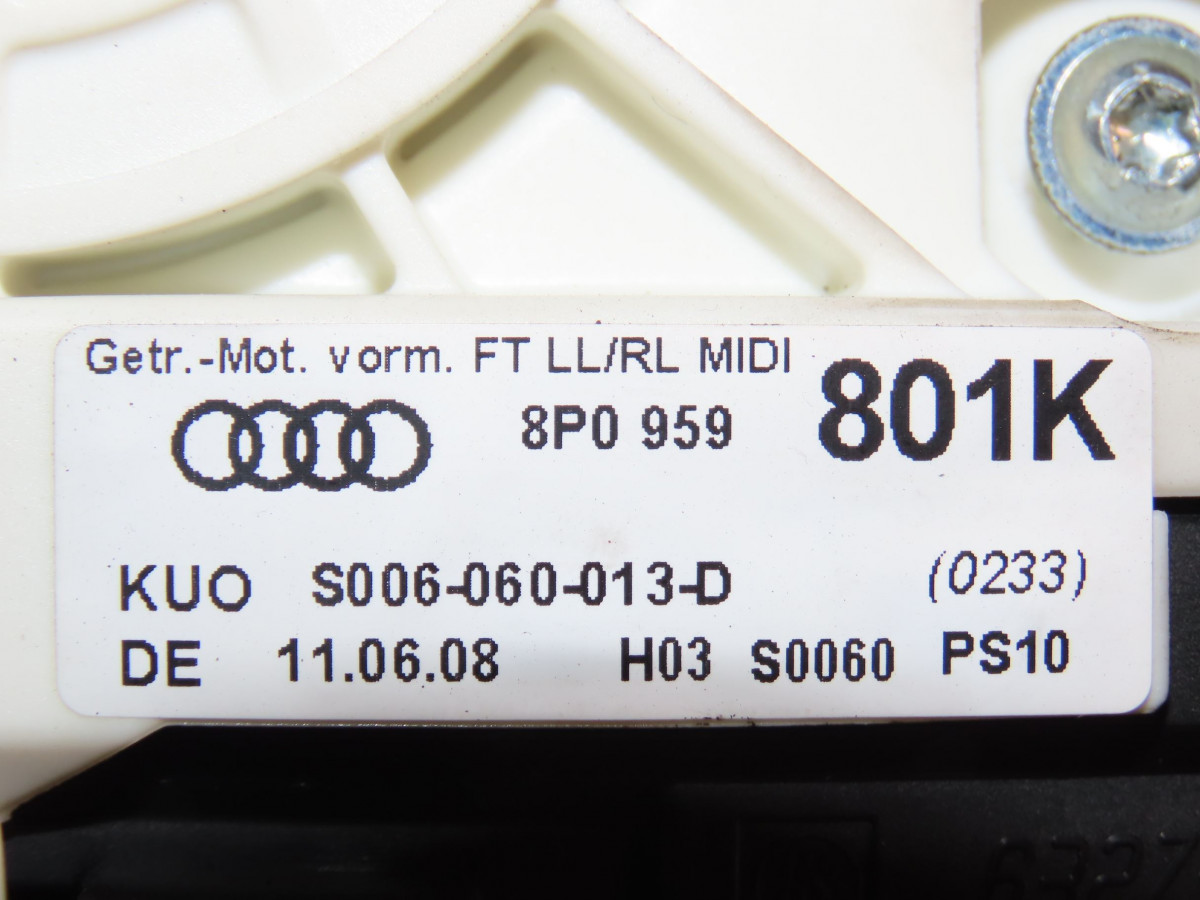 Getr.-Mot. vorm. FT LL/RL MIDI
8P0 959 801K
KUO S006-060-013-D (0233)
DE 11.06.08 H03 S0060 PS10